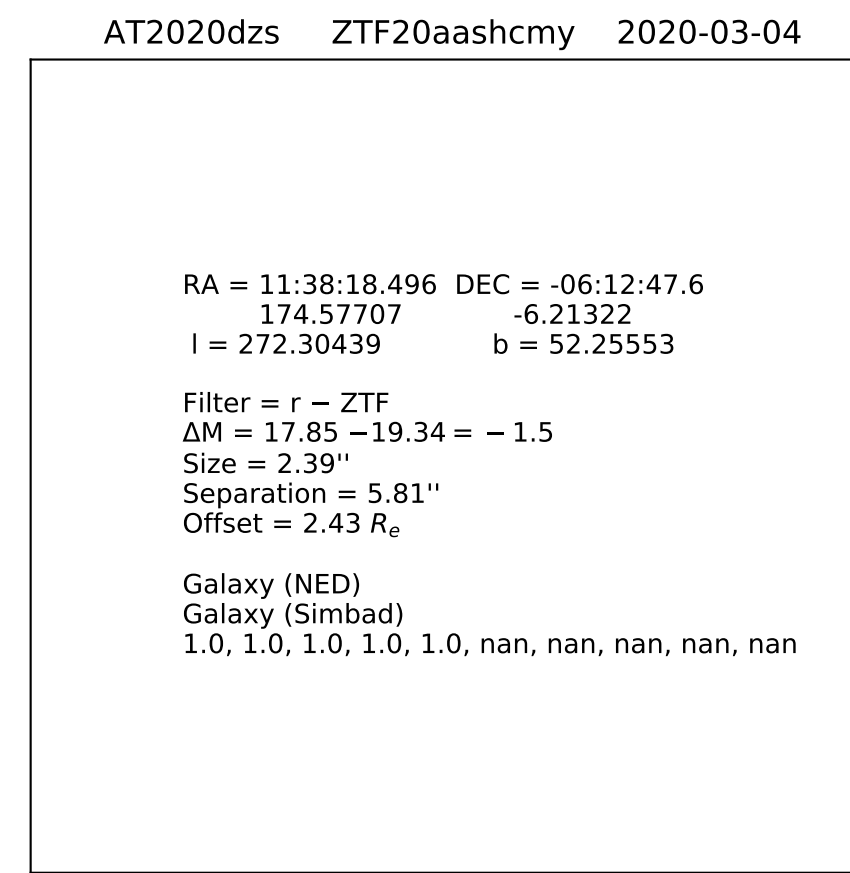 AT2020dzs ZTF20aashcmy 2020-03-04
RA = 11:38:18.496 DEC = -06:12:47.6
174.57707 -6.21322
l = 272.30439 b = 52.25553
Filter = r − ZTF
ΔM = 17.85 −19.34 = − 1.5
Size = 2.39''
Separation = 5.81''
Offset = 2.43 Re
Galaxy (NED)
Galaxy (Simbad)
1.0, 1.0, 1.0, 1.0, 1.0, nan, nan, nan, nan, nan